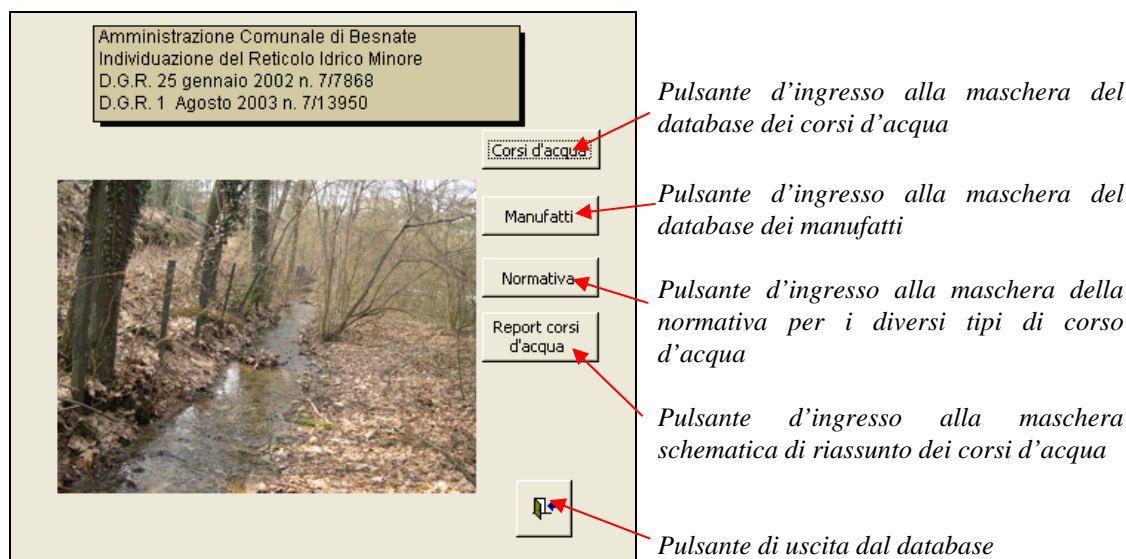 Amministrazione Comunale di Besnate
Individuazione del Reticolo Idrico Minore
D.G.R. 25 gennaio 2002 n. 7/7868
D.G.R. 1 Agosto 2003 n. 7/13950
Corsi d'acqua
Manufatti
Normativa
Report corsi
d'acqua
Pulsante d’ingresso alla maschera del
database dei corsi d’acqua
Pulsante d’ingresso alla maschera del
database dei manufatti
Pulsante d’ingresso alla maschera della
normativa per i diversi tipi di corso
d’acqua
Pulsante d’ingresso alla maschera
schematica di riassunto dei corsi d’acqua
Pulsante di uscita dal database